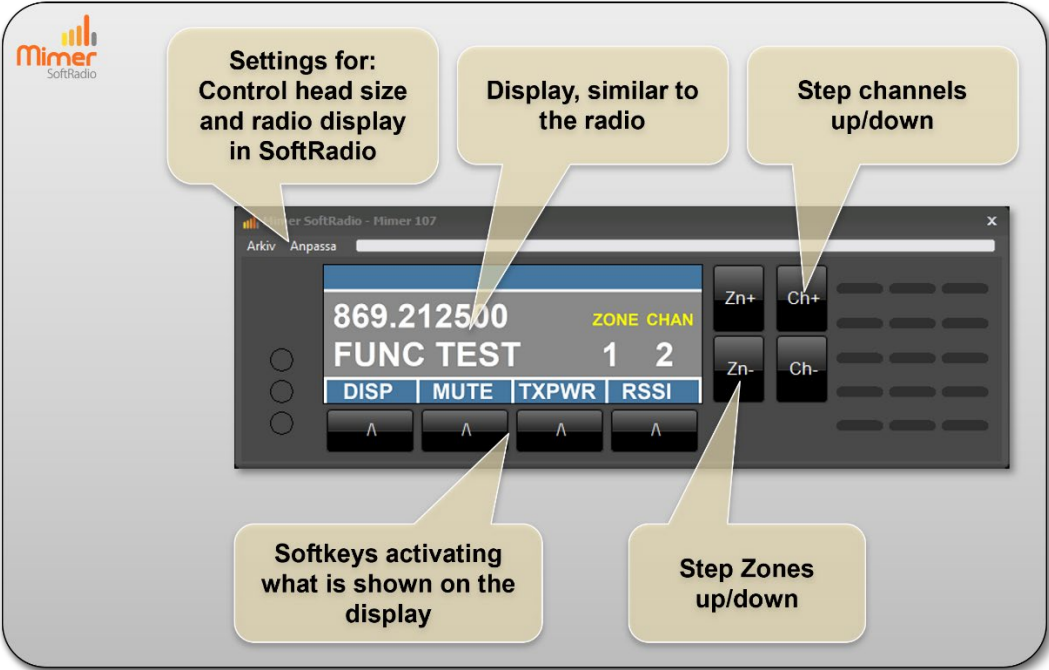 Mimer
SoftRadio
Settings for:
Control head size
and radio display
in SoftRadio
Display, similar to
the radio
Step channels
up/down
Mimer SoftRadio - Mimer 107
x
Arkiv Anpassa
869.212500
ZONE CHAN
FUNC TEST 1 2
DISP MUTE TXPWR RSSI
/\ /\ /\ /\
Zn+ Ch+
Zn- Ch-
Softkeys activating
what is shown on the
display
Step Zones
up/down